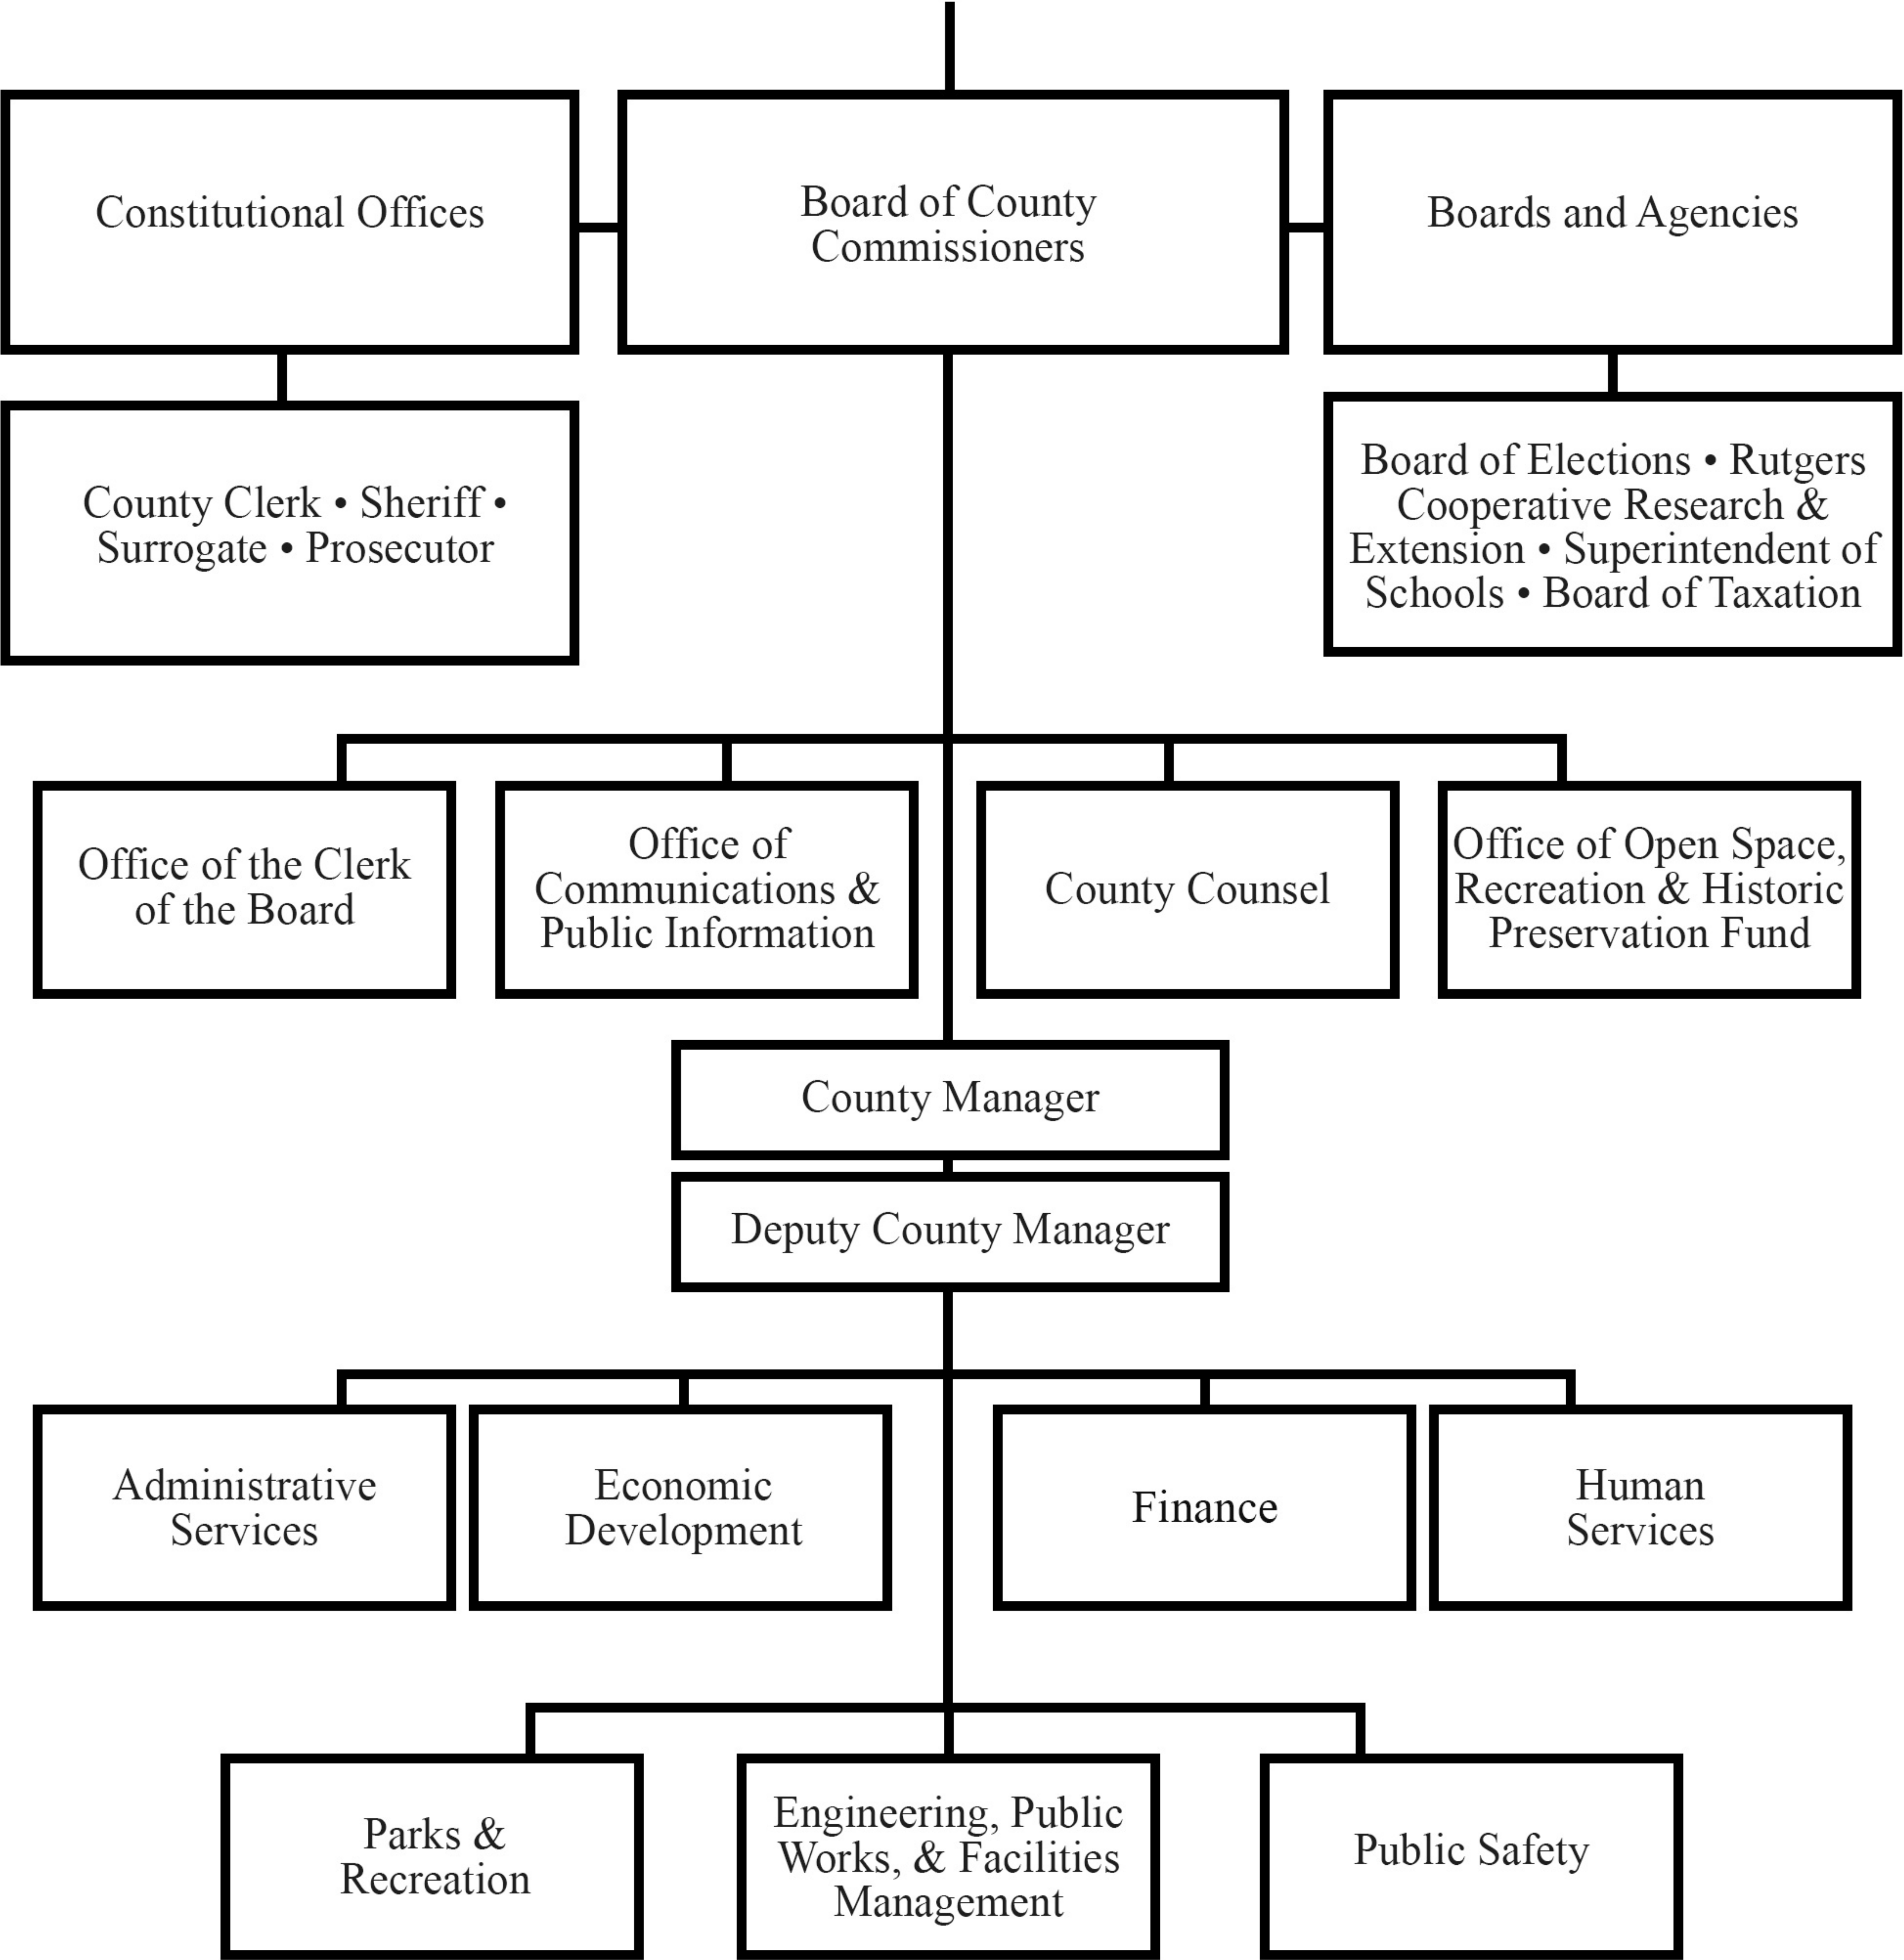 Constitutional Offices
Board of County
Commissioners
Boards and Agencies
County Clerk • Sheriff •
Surrogate • Prosecutor
Board of Elections • Rutgers
Cooperative Research &
Extension • Superintendent of
Schools • Board of Taxation
Office of the Clerk
of the Board
Office of
Communications &
Public Information
County Counsel
Office of Open Space,
Recreation & Historic
Preservation Fund
County Manager
Deputy County Manager
Administrative
Services
Economic
Development
Finance
Human
Services
Parks &
Recreation
Engineering, Public
Works, & Facilities
Management
Public Safety